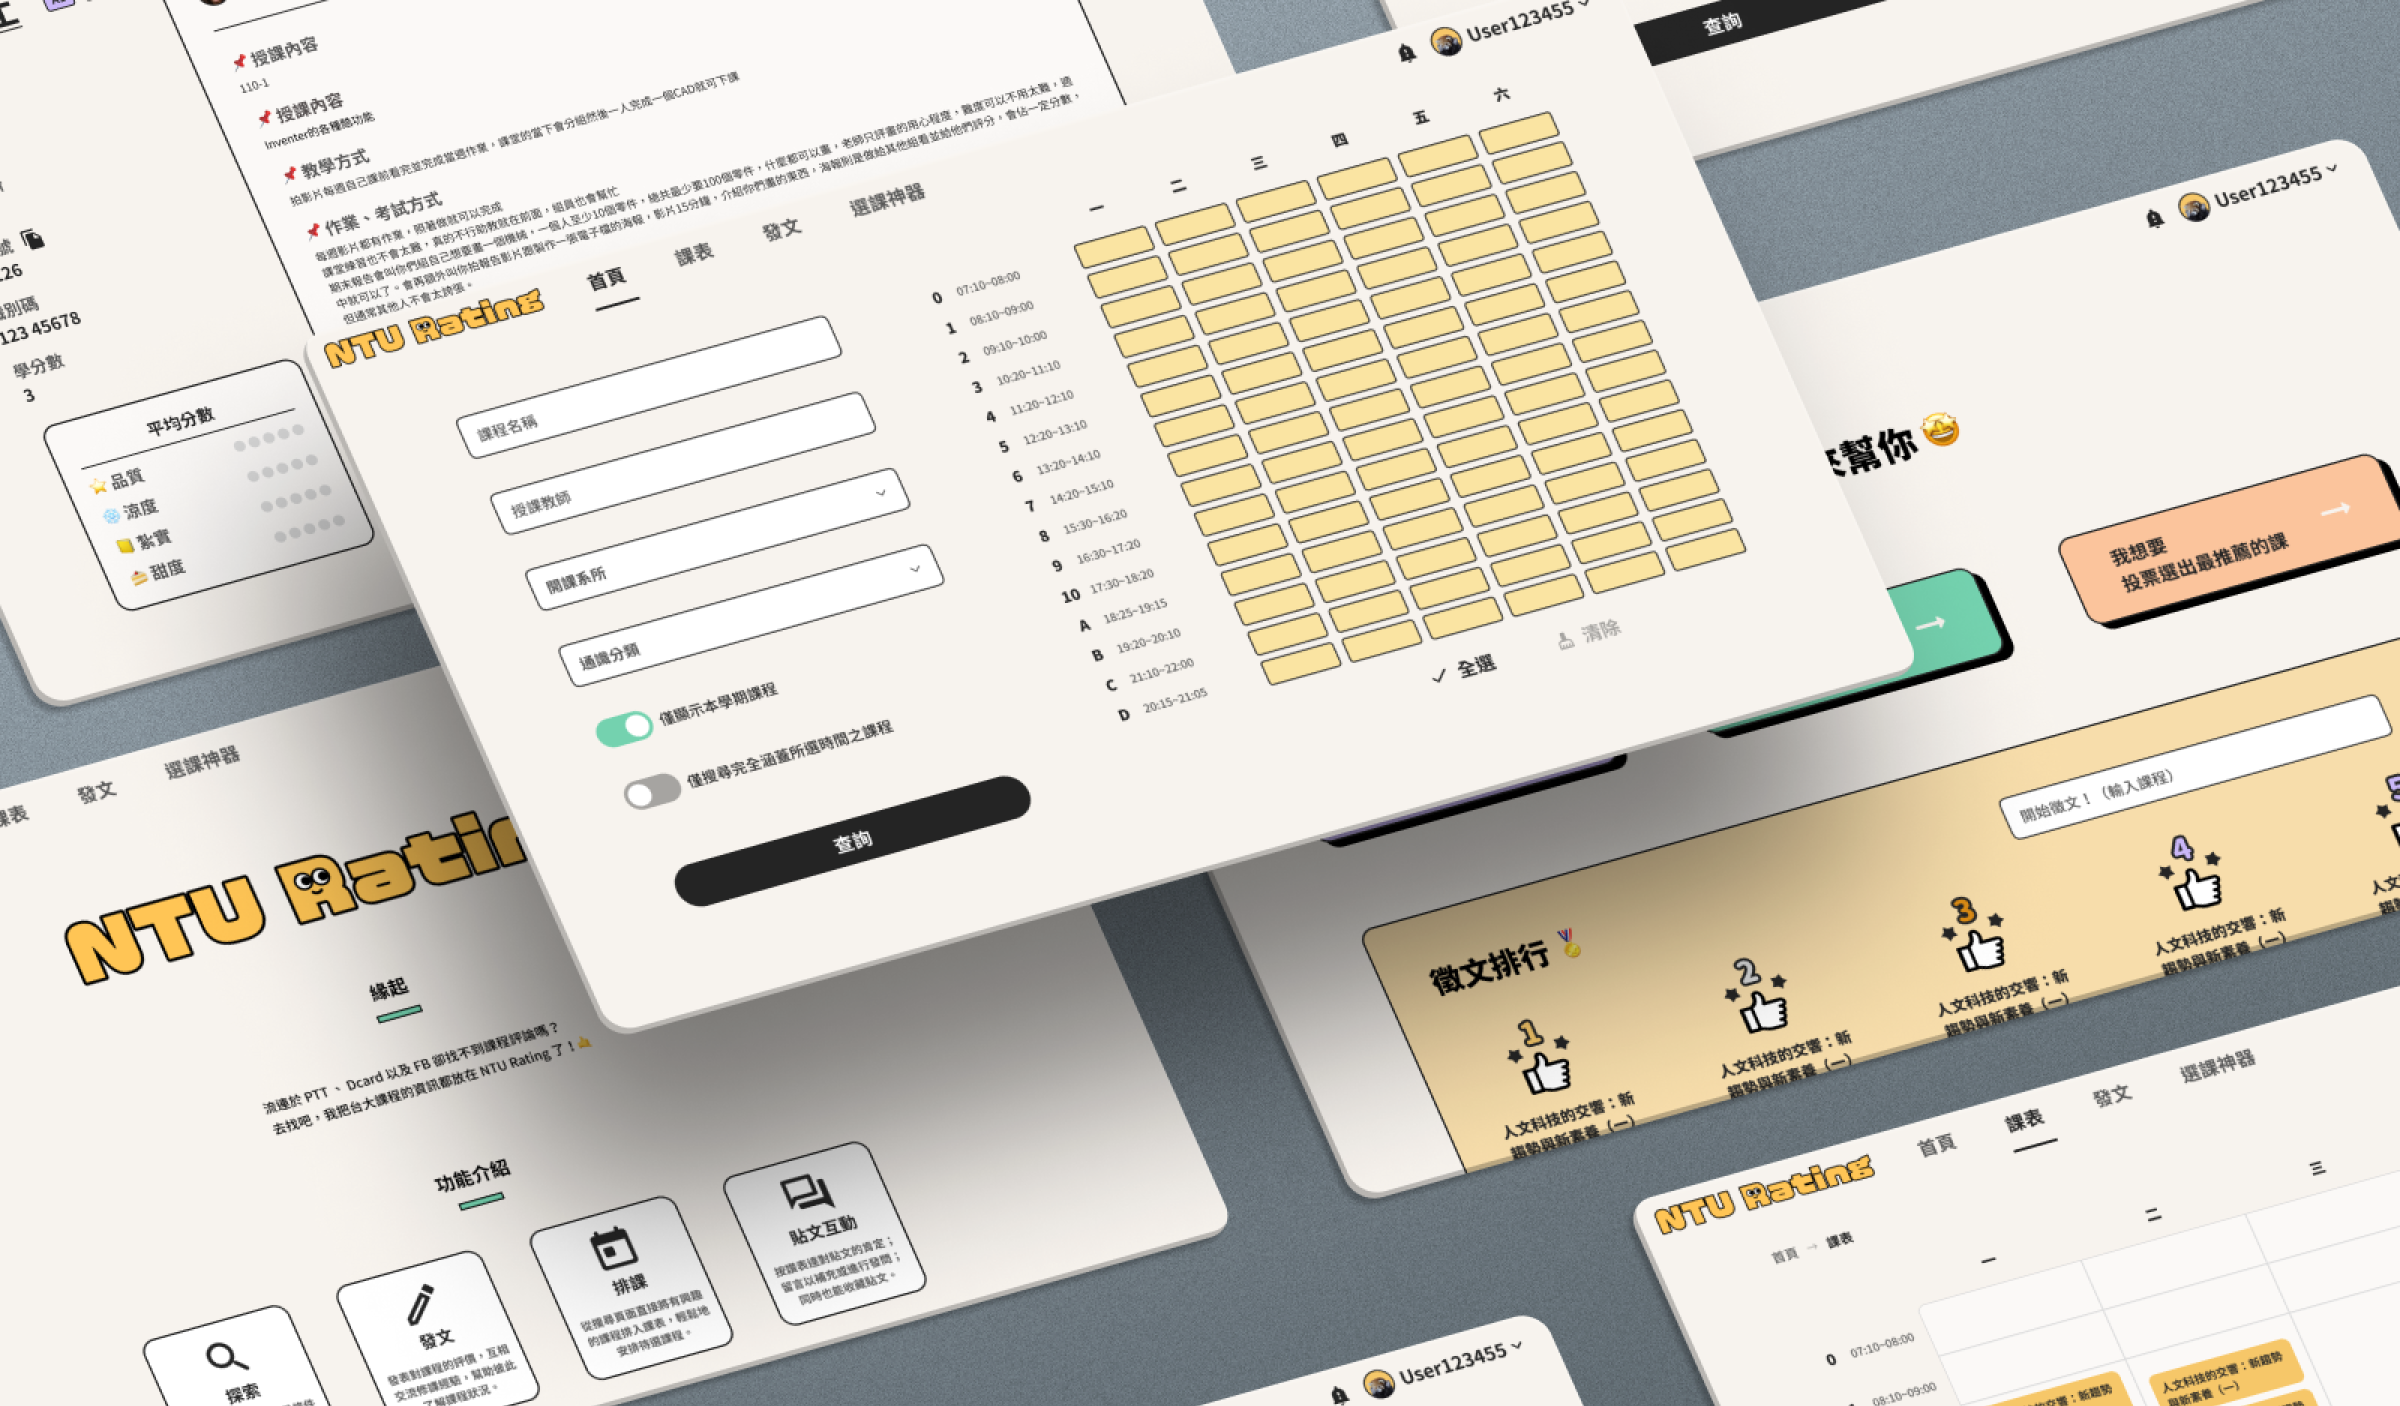 授課內容
110-1
授課內容
Inventer的各種酷功能
教學方式
拍影片每週自己課前看完並完成當週作業，課堂的當下會分組然後一人完成一個CAD就可下課
作業、考試方式
每週影片都有作業，照著做就可以完成
課堂練習也不會太難，真的不行助教就在前面，組員也會幫忙
期末報告會叫你們組自己想要畫一個機械，一個人至少10個零件，總共最少要100個零件，什麼都可以畫，老師只評畫的用心程度，難度可以不用太難，過
中就可以了。會再額外叫你拍報告影片跟製作一張電子檔的海報，影片15分鐘，介紹你們畫的東西，海報則是做給其他組看並給他們評分，會佔一定分數，
但通常其他人不會太誇張。
號
26
別碼
123 45678
學分數
3
平均分數
品質
涼度
紮實
甜度
NTU Rating
首頁
課表
發文
選課神器
User123455
課程名稱
授課教師
開課系所
通識分類
僅顯示本學期課程
僅搜尋完全涵蓋所選時間之課程
查詢
一
二
三
四
五
六
0 07:10~08:00
1 08:10~09:00
2 09:10~10:00
3 10:20~11:10
4 11:20~12:10
5 12:20~13:10
6 13:20~14:10
7 14:20~15:10
8 15:30~16:20
9 16:30~17:20
10 17:30~18:20
A 18:25~19:15
B 19:20~20:10
C 21:10~22:00
D 20:15~21:05
全選
清除
查詢
User123455
幫你
我想要
投票選出最推薦的課
開始徵文！（輸入課程）
徵文排行
1
人文科技的交響：新
趨勢與新素養（一）
2
人文科技的交響：新
趨勢與新素養（一）
3
人文科技的交響：新
趨勢與新素養（一）
4
人文科技的交響：新
趨勢與新素養（一）
5
人文
課表
發文
選課神器
NTU Ratin
緣起
流連於 PTT 、 Dcard 以及 FB 卻找不到課程評論嗎？
去找吧，我把台大課程的資訊都放在 NTU Rating 了！
功能介紹
探索
發文
發表對課程的評價，互相
交流修課經驗，幫助彼此
了解課程狀況。
排課
從搜尋頁面直接將有興趣
的課程排入課表，輕鬆地
安排待選課程。
貼文互動
按讚表達對貼文的肯定；
留言以補充或進行發問；
同時也能收藏貼文。
User123455
NTU Rating
首頁
課表
發文
選課神器
首頁 → 課表
一
二
三
0 07:10~08:00
08:10~09:00
交響：新趨勢
人文科技的交響：新趨勢
與新素養（一）